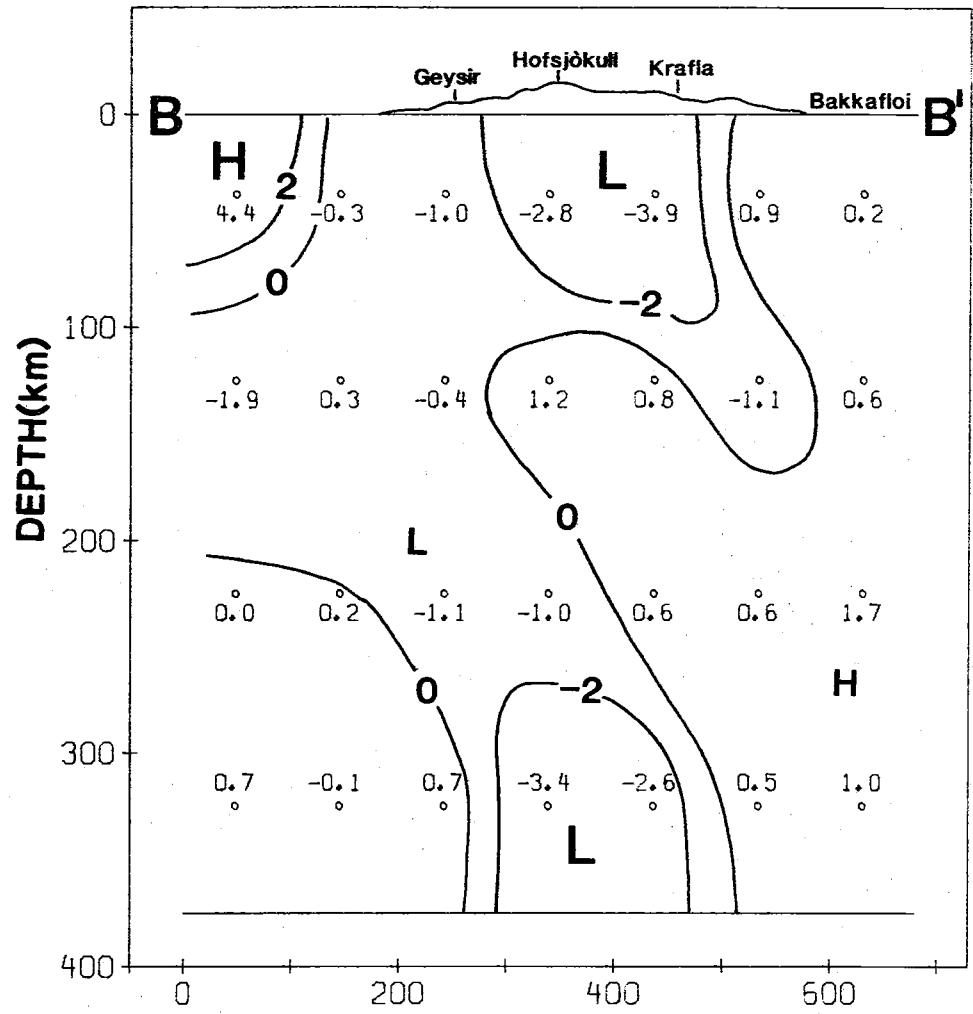 Hofsjòkull
Geysir Krafla
Bakkafloi
0 B B'
H L
2
4.4 -0.3 -1.0 -2.8 -3.9 0.9 0.2
0
-2
100
-1.9 0.3 -0.4 1.2 0.8 -1.1 0.6
DEPTH(km)
0
200 L
0.0 0.2 -1.1 -1.0 0.6 0.6 1.7
0 -2 H
300
0.7 -0.1 0.7 -3.4 -2.6 0.5 1.0
L
400
0 200 400 600